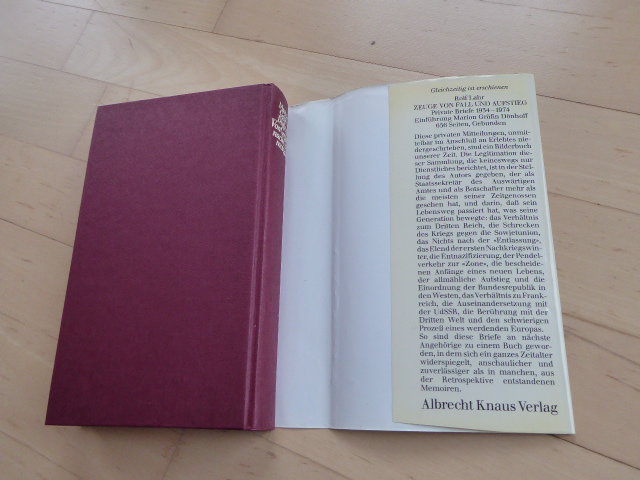 Gleichzeitig ist erschienen
Rolf Lahr
ZEUGE VON FALL UND AUFSTIEG
Private Briefe 1934–1974
Einführung Marion Gräfin Dönhoff
656 Seiten, Gebunden
Diese privaten Mitteilungen, unmit-
telbar im Anschluß an Erlebtes nie-
dergeschrieben, sind ein Bilderbuch
unserer Zeit. Die Legitimation die-
ser Sammlung, die keineswegs nur
Dienstliches berichtet, ist in der Stel-
lung des Autors gegeben, der als
Staatssekretär des Auswärtigen
Amtes und als Botschafter mehr als
die meisten seiner Zeitgenossen
gesehen hat, und darin, daß sein
Lebensweg passiert hat, was seine
Generation bewegte: das Verhältnis
zum Dritten Reich, die Schrecken
des Kriegs gegen die Sowjetunion,
das Nichts nach der »Entlassung«,
das Elend der ersten Nachkriegswin-
ter, die Entnazifizierung, der Pendel-
verkehr zur »Zone«, die bescheide-
nen Anfänge eines neuen Lebens,
der allmähliche Aufstieg und die
Einordnung der Bundesrepublik in
den Westen, das Verhältnis zu Frank-
reich, die Auseinandersetzung mit
der UdSSR, die Berührung mit der
Dritten Welt und den schwierigen
Prozeß eines werdenden Europas.
So sind diese Briefe an nächste
Angehörige zu einem Buch gewor-
den, in dem sich ein ganzes Zeitalter
widerspiegelt, anschaulicher und
zuverlässiger als in manchen, aus
der Retrospektive entstandenen
Memoiren.
Albrecht Knaus Verlag